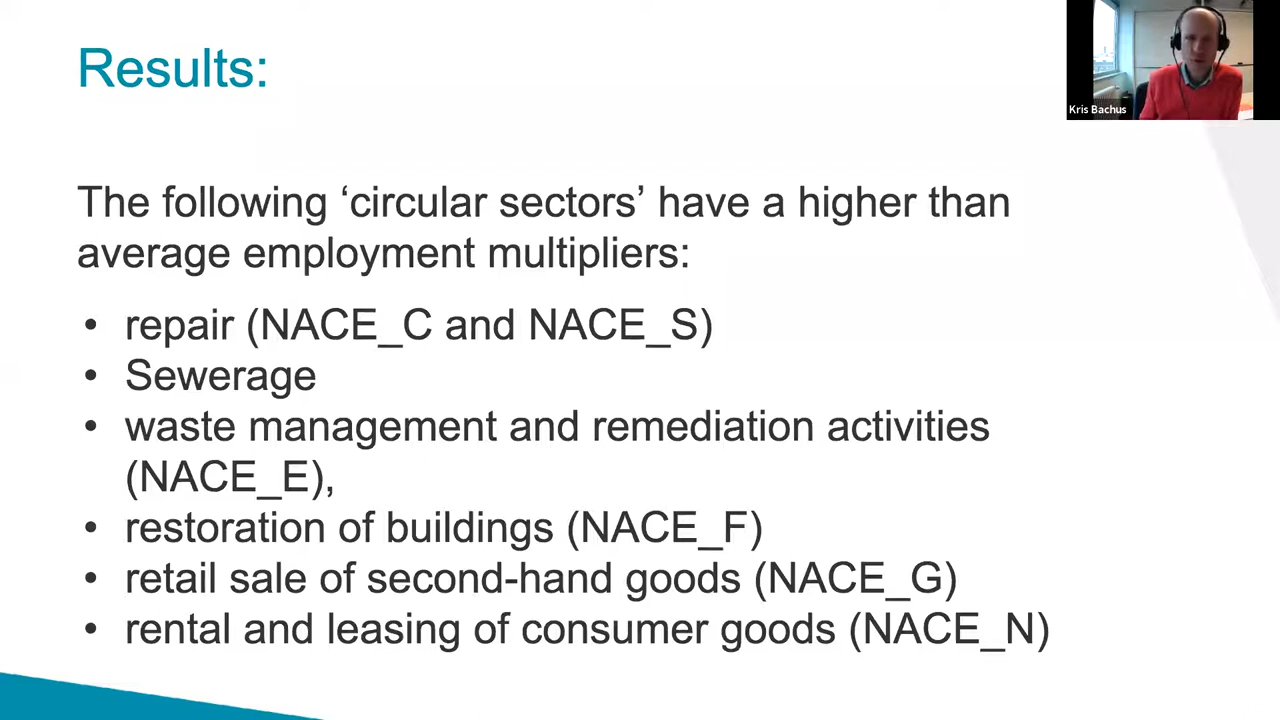 Results:
Kris Bachus
The following ‘circular sectors’ have a higher than
average employment multipliers:
• repair (NACE_C and NACE_S)
• Sewerage
• waste management and remediation activities
(NACE_E),
• restoration of buildings (NACE_F)
• retail sale of second-hand goods (NACE_G)
• rental and leasing of consumer goods (NACE_N)